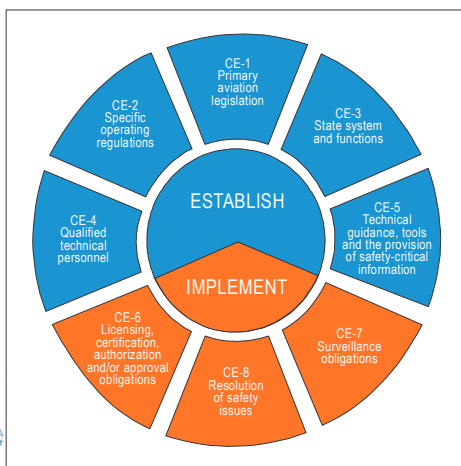 CE-1
Primary
aviation
legislation
CE-2
Specific
operating
regulations
CE-3
State system
and functions
ESTABLISH
CE-4
Qualified
technical
personnel
CE-5
Technical
guidance, tools
and the provision
of safety-critical
information
IMPLEMENT
CE-6
Licensing,
certification,
authorization
and/or approval
obligations
CE-7
Surveillance
obligations
CE-8
Resolution
of safety
issues